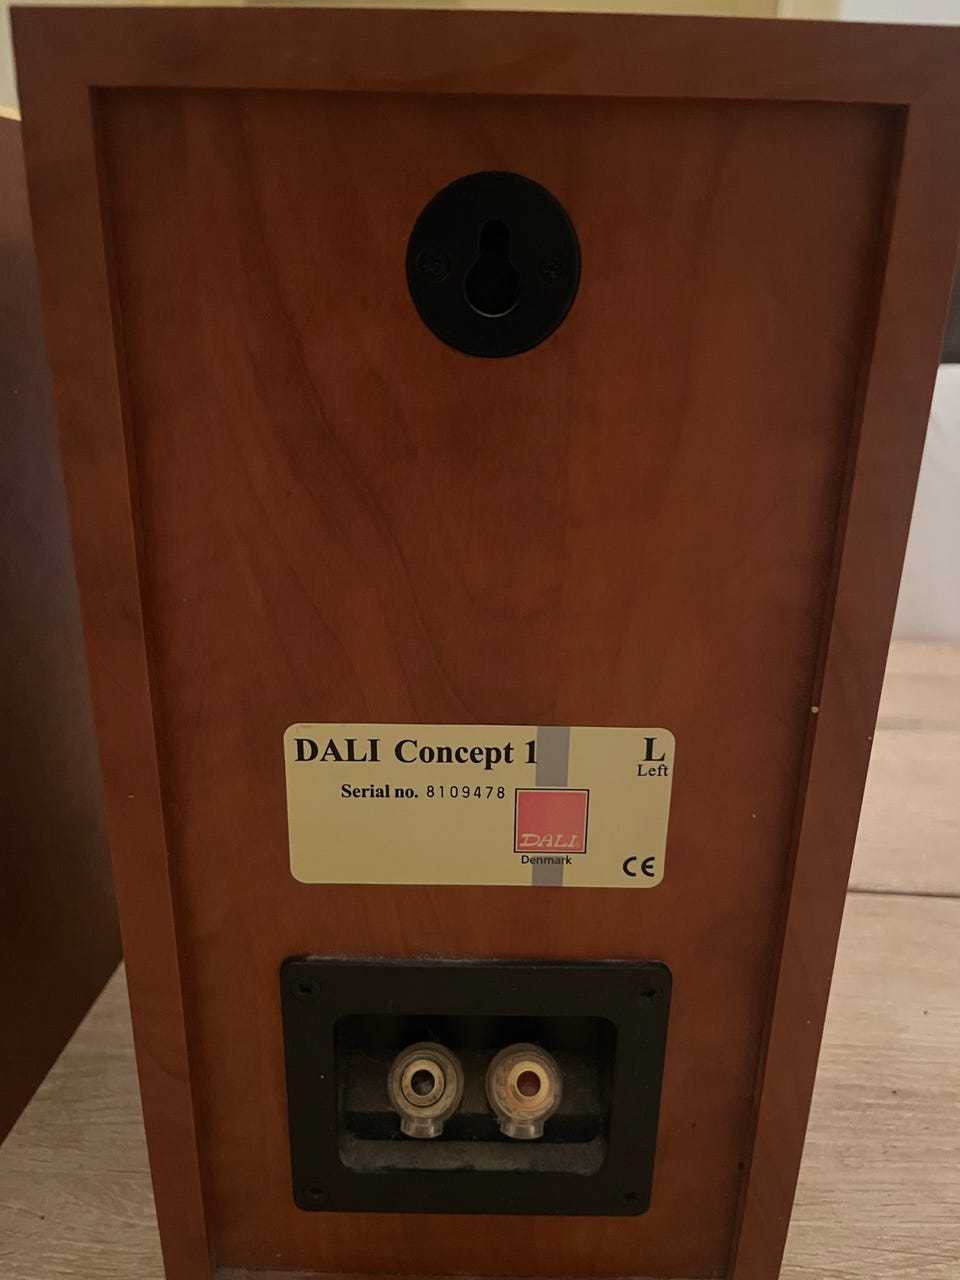 DALI Concept 1
L
Left
Serial no. 8109478
DALI
Denmark
CE